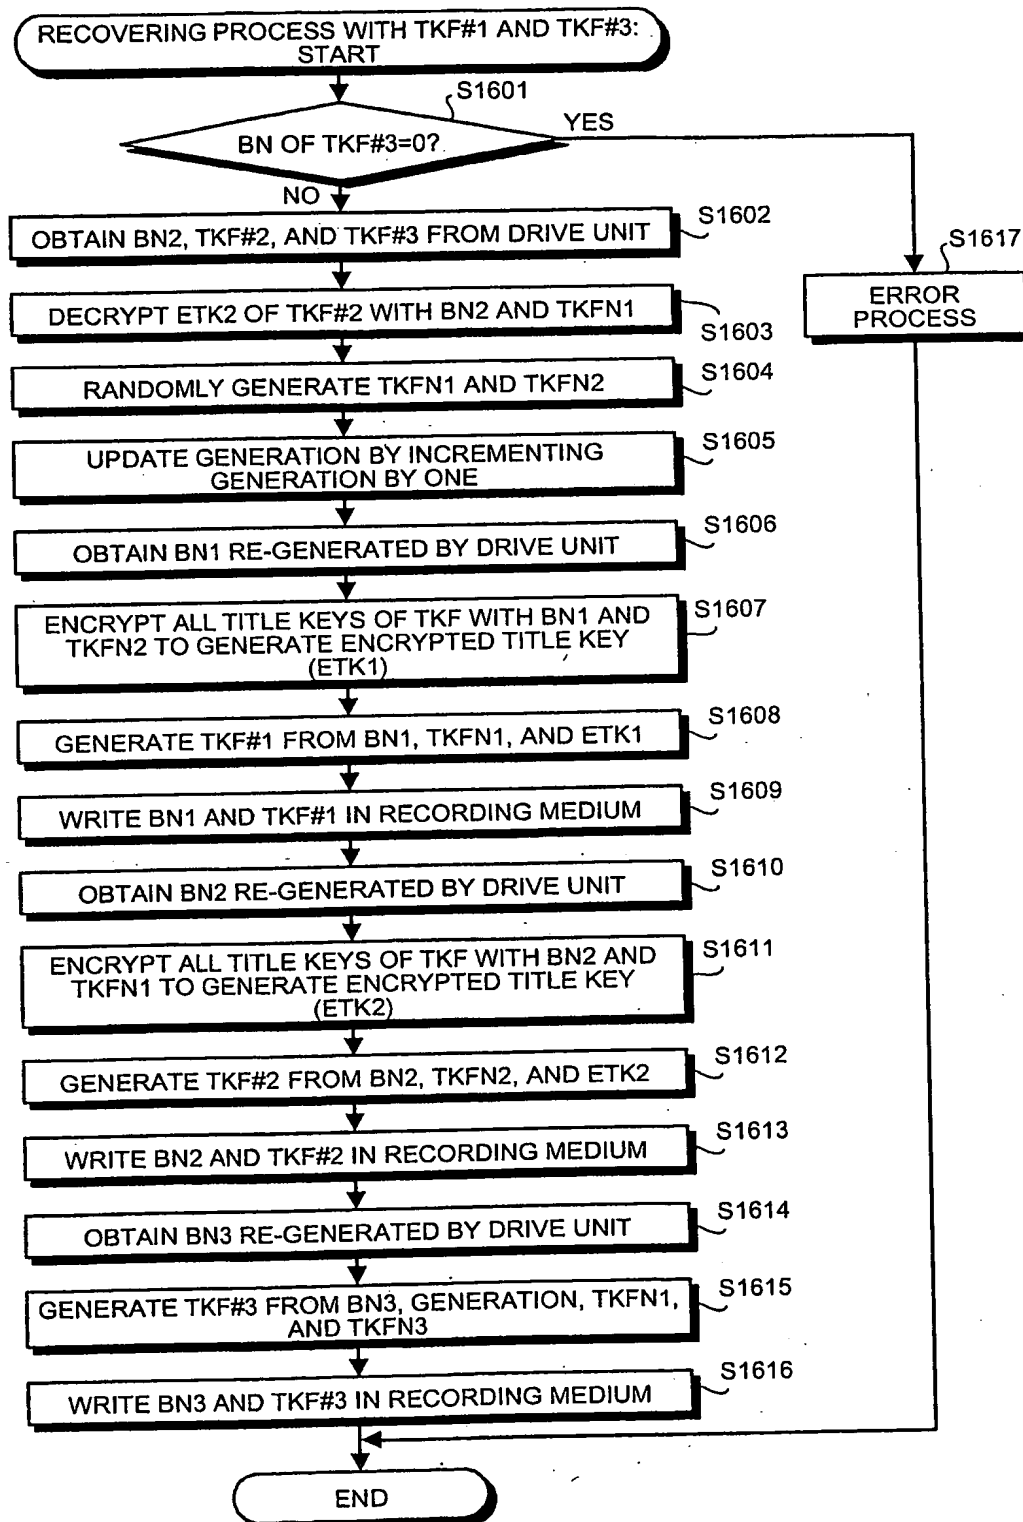 RECOVERING PROCESS WITH TKF#1 AND TKF#3:
START
S1601
BN OF TKF#3=0?
YES
NO
OBTAIN BN2, TKF#2, AND TKF#3 FROM DRIVE UNIT
S1602
S1617
ERROR
PROCESS
DECRYPT ETK2 OF TKF#2 WITH BN2 AND TKFN1
S1603
RANDOMLY GENERATE TKFN1 AND TKFN2
S1604
UPDATE GENERATION BY INCREMENTING
GENERATION BY ONE
S1605
OBTAIN BN1 RE-GENERATED BY DRIVE UNIT
S1606
ENCRYPT ALL TITLE KEYS OF TKF WITH BN1 AND
TKFN2 TO GENERATE ENCRYPTED TITLE KEY
(ETK1)
S1607
GENERATE TKF#1 FROM BN1, TKFN1, AND ETK1
S1608
WRITE BN1 AND TKF#1 IN RECORDING MEDIUM
S1609
OBTAIN BN2 RE-GENERATED BY DRIVE UNIT
S1610
ENCRYPT ALL TITLE KEYS OF TKF WITH BN2 AND
TKFN1 TO GENERATE ENCRYPTED TITLE KEY
(ETK2)
S1611
GENERATE TKF#2 FROM BN2, TKFN2, AND ETK2
S1612
WRITE BN2 AND TKF#2 IN RECORDING MEDIUM
S1613
OBTAIN BN3 RE-GENERATED BY DRIVE UNIT
S1614
GENERATE TKF#3 FROM BN3, GENERATION, TKFN1,
AND TKFN3
S1615
WRITE BN3 AND TKF#3 IN RECORDING MEDIUM
S1616
END